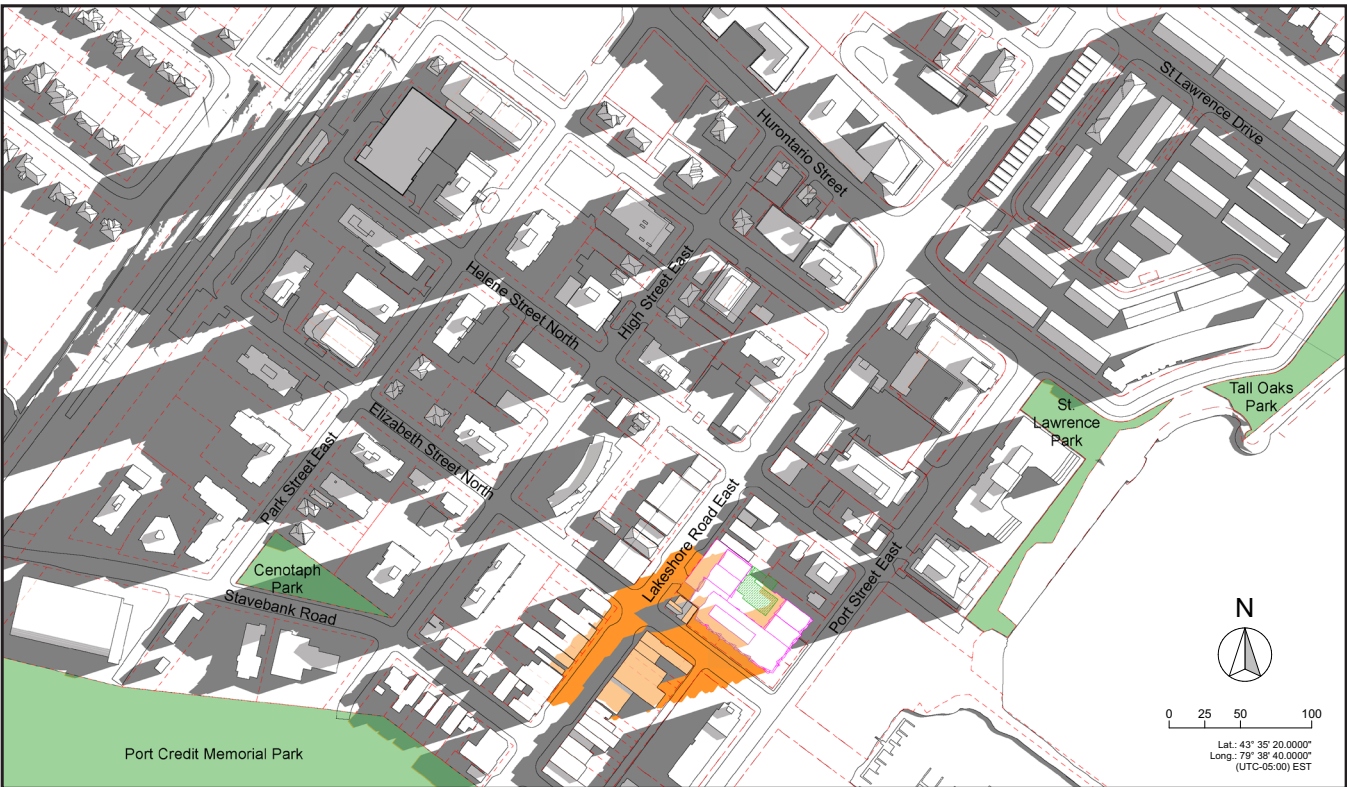 St Lawrence Drive
Hurontario Street
High Street East
Helene Street North
Tall Oaks
Park
St.
Lawrence
Park
Elizabeth Street North
Park Street East
Lakeshore Road East
Port Street East
Cenotaph
Park
Stavebank Road
N
0 25 50 100
Port Credit Memorial Park
Lat.: 43° 35' 20.0000"
Long.: 79° 38' 40.0000"
(UTC-05:00) EST